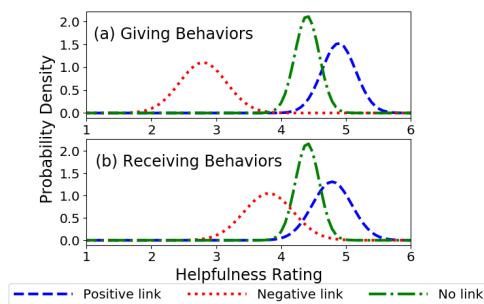 (a) Giving Behaviors
2.0
1.5
1.0
0.5
0.0
1 2 3 4 5 6
Probability Density
(b) Receiving Behaviors
2.0
1.5
1.0
0.5
0.0
1 2 3 4 5 6
Helpfulness Rating
Positive link Negative link No link